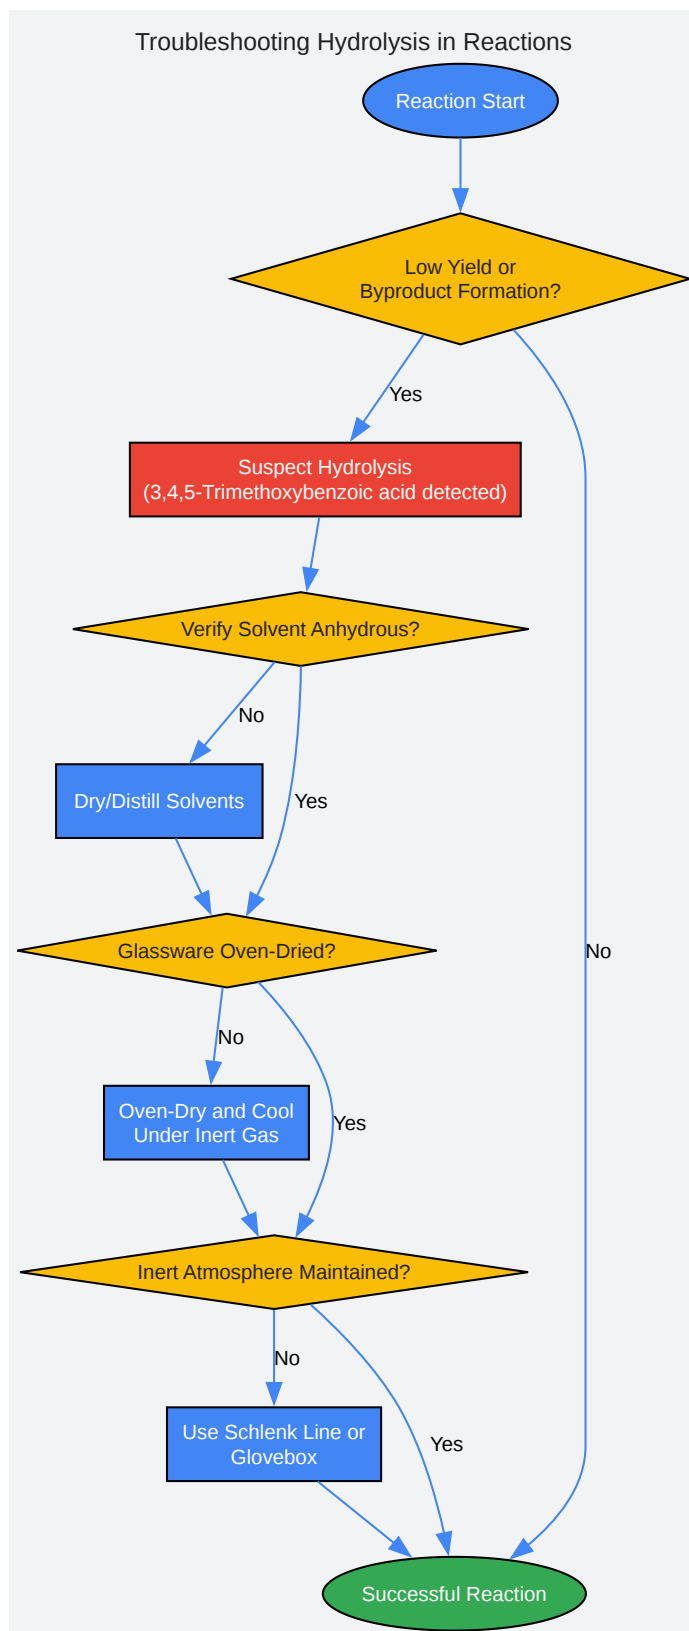 Troubleshooting Hydrolysis in Reactions
Reaction Start
Low Yield or
Byproduct Formation?
Yes
Suspect Hydrolysis
(3,4,5-Trimethoxybenzoic acid detected)
Verify Solvent Anhydrous?
No
Dry/Distill Solvents
Yes
Glassware Oven-Dried?
No
No
Oven-Dry and Cool
Under Inert Gas
Yes
Inert Atmosphere Maintained?
No
Use Schlenk Line or
Glovebox
Yes
Successful Reaction